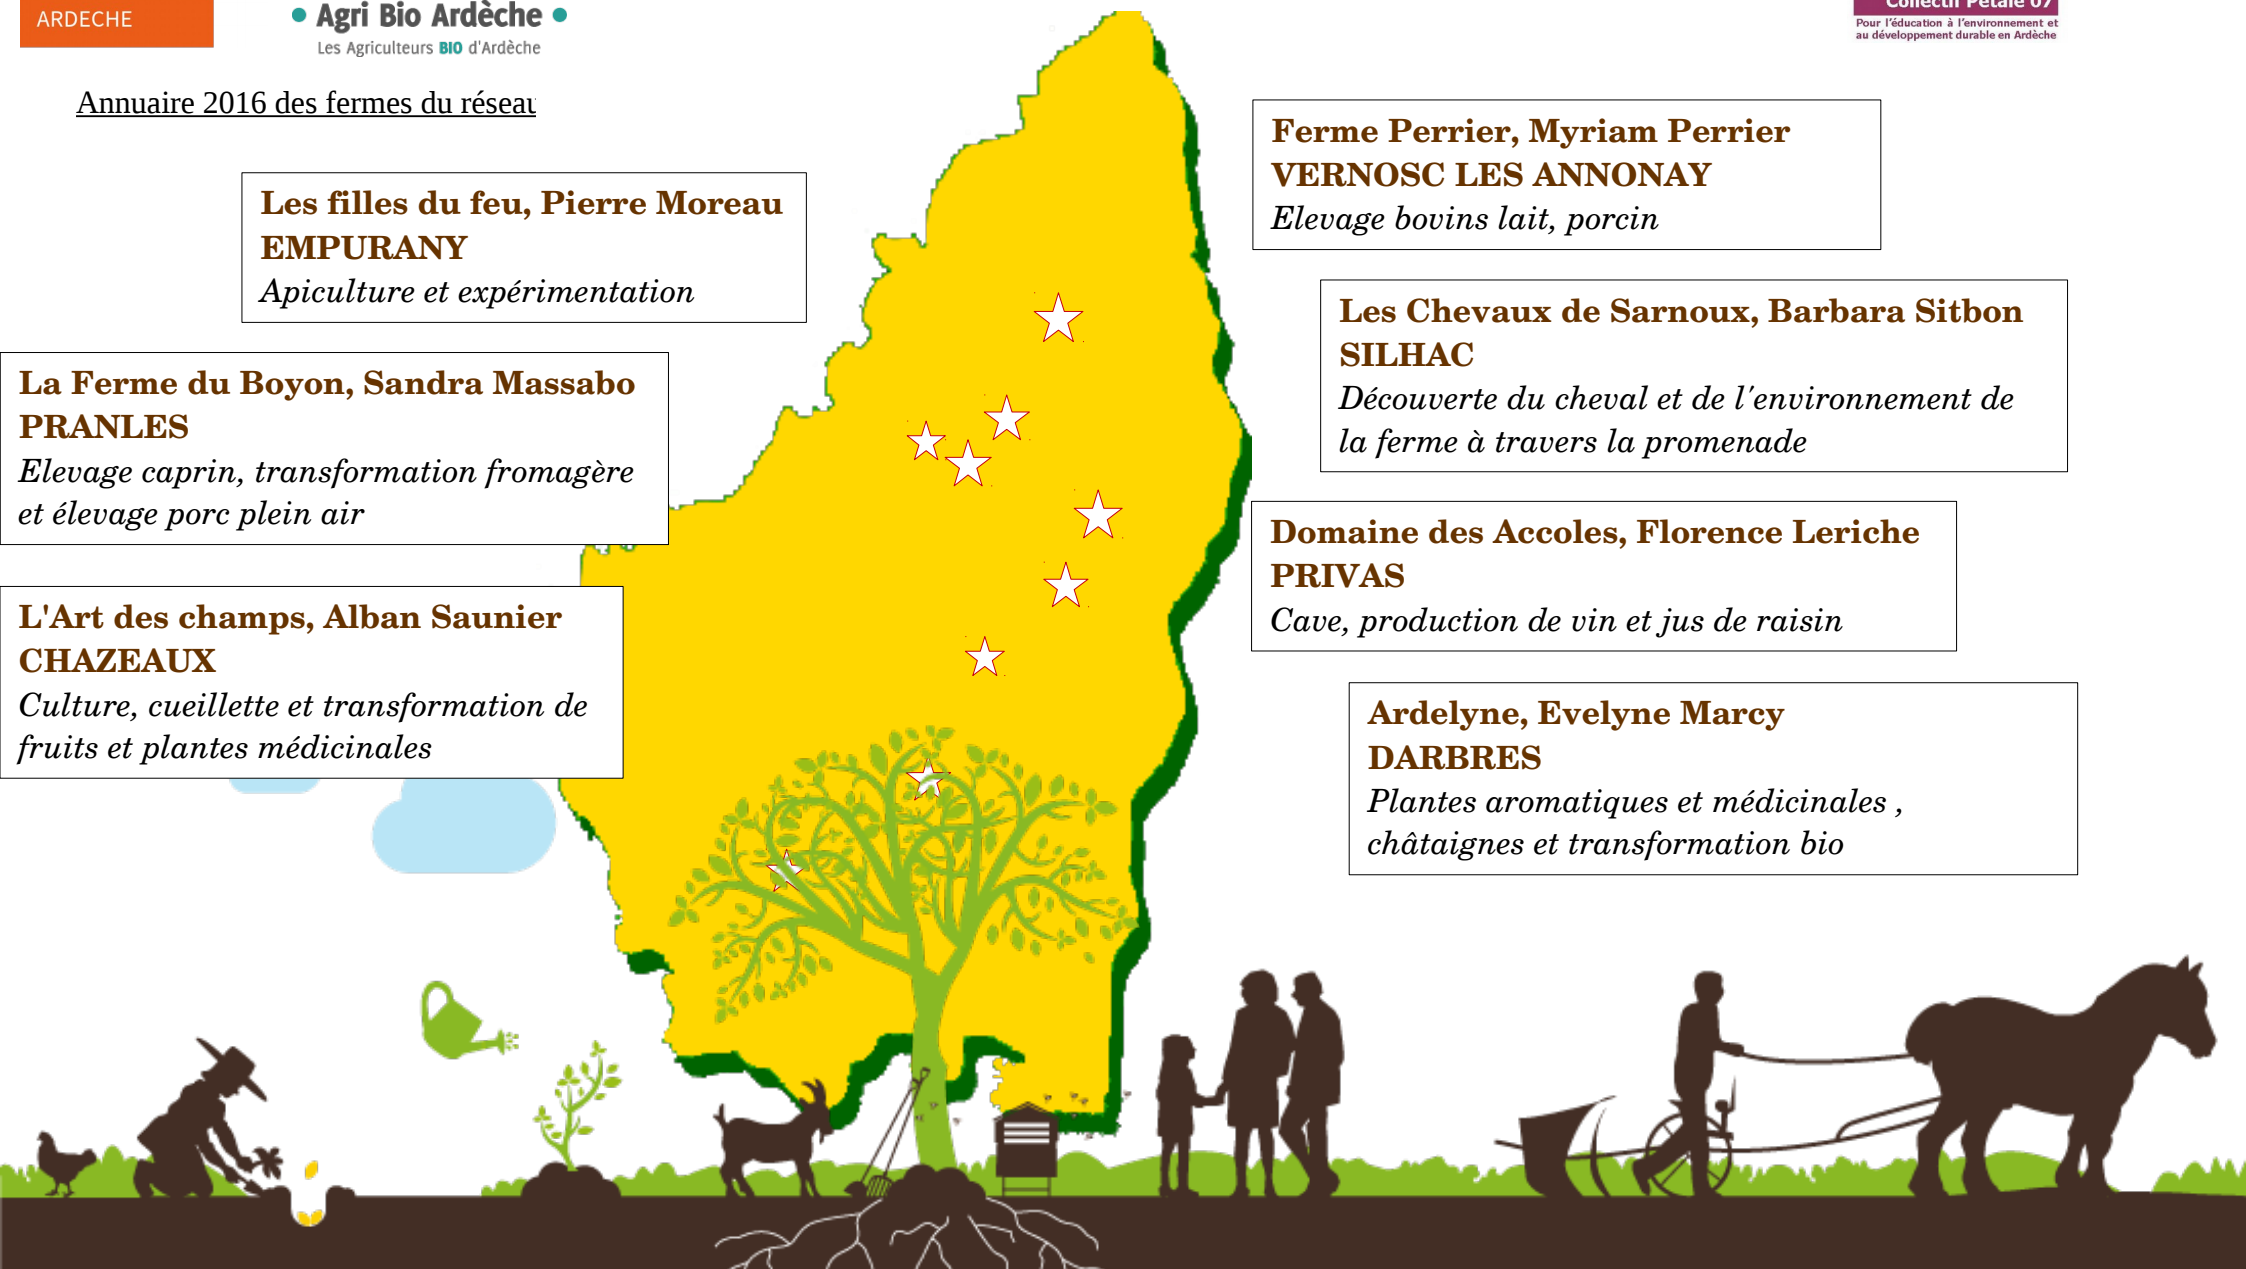 ARDECHE
• Agri Bio Ardèche •
Les Agriculteurs BIO d'Ardèche
Collectif Pétale 07
Pour l'éducation à l'environnement et
au développement durable en Ardèche
Annuaire 2016 des fermes du réseau
Les filles du feu, Pierre Moreau
EMPURANY
Apiculture et expérimentation
La Ferme du Boyon, Sandra Massabo
PRANLES
Elevage caprin, transformation fromagère
et élevage porc plein air
L'Art des champs, Alban Saunier
CHAZEAUX
Culture, cueillette et transformation de
fruits et plantes médicinales
Ferme Perrier, Myriam Perrier
VERNOSC LES ANNONAY
Elevage bovins lait, porcin
Les Chevaux de Sarnoux, Barbara Sitbon
SILHAC
Découverte du cheval et de l'environnement de
la ferme à travers la promenade
Domaine des Accoles, Florence Leriche
PRIVAS
Cave, production de vin et jus de raisin
Ardelyne, Evelyne Marcy
DARBRES
Plantes aromatiques et médicinales ,
châtaignes et transformation bio